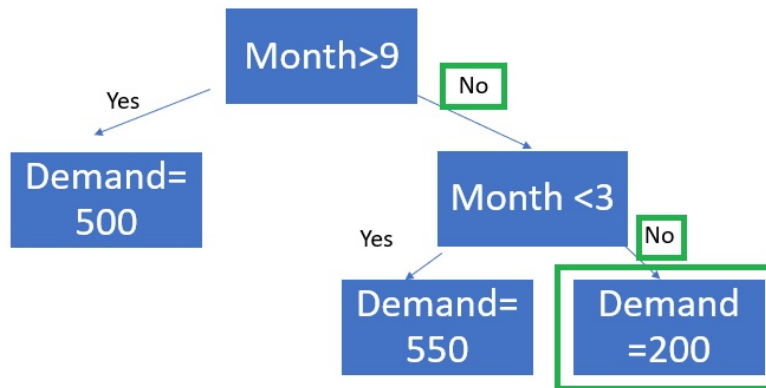 Month>9
Yes
No
Demand=
500
Month <3
Yes
No
Demand=
550
Demand
=200